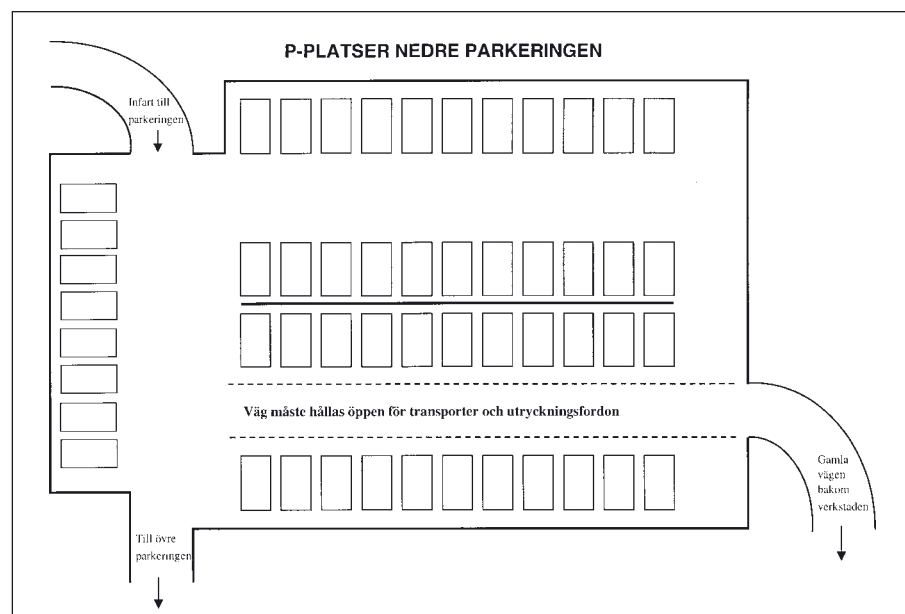 P-PLATSER NEDRE PARKERINGEN
Infart till
parkeringen
Väg måste hållas öppen för transporter och utryckningsfordon
Gamla
vägen
bakom
verkstaden
Till övre
parkeringen